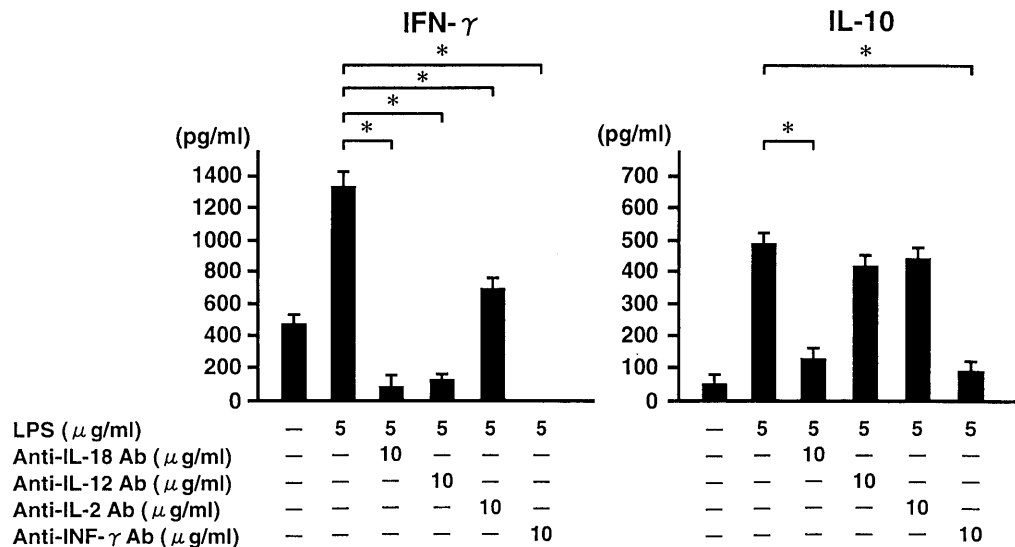 IFN-γ
IL-10
*
*
*
*
*
*
(pg/ml)
(pg/ml)
1400
1200
1000
800
600
400
200
0
700
600
500
400
300
200
100
0
LPS (μg/ml) — 5 5 5 5 5 — 5 5 5 5 5
Anti-IL-18 Ab (μg/ml) — — 10 — — — — — 10 — — —
Anti-IL-12 Ab (μg/ml) — — — 10 — — — — — 10 — —
Anti-IL-2 Ab (μg/ml) — — — — 10 — — — — — 10 —
Anti-INF-γ Ab (μg/ml) — — — — — 10 — — — — — 10